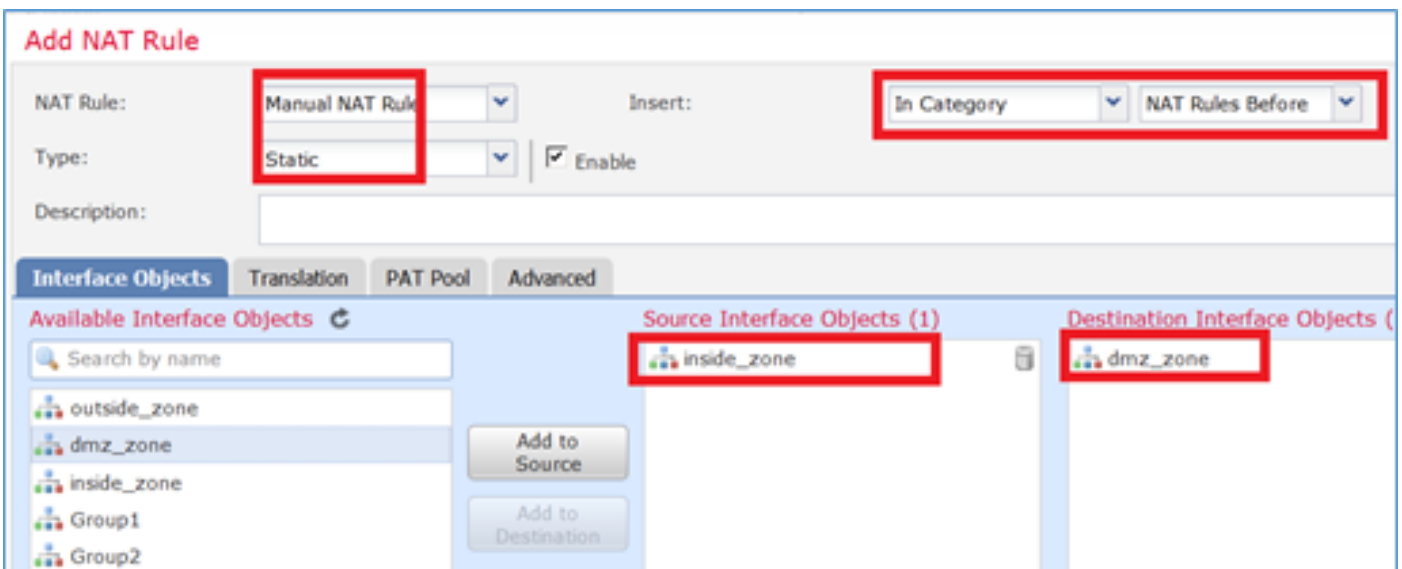 Add NAT Rule
NAT Rule: Manual NAT Rule Insert: In Category NAT Rules Before
Type: Static Enable
Description:
Interface Objects Translation PAT Pool Advanced
Available Interface Objects Source Interface Objects (1) Destination Interface Objects (
Search by name inside_zone dmz_zone
outside_zone
dmz_zone
Add to
Source
inside_zone
Group1
Add to
Destination
Group2